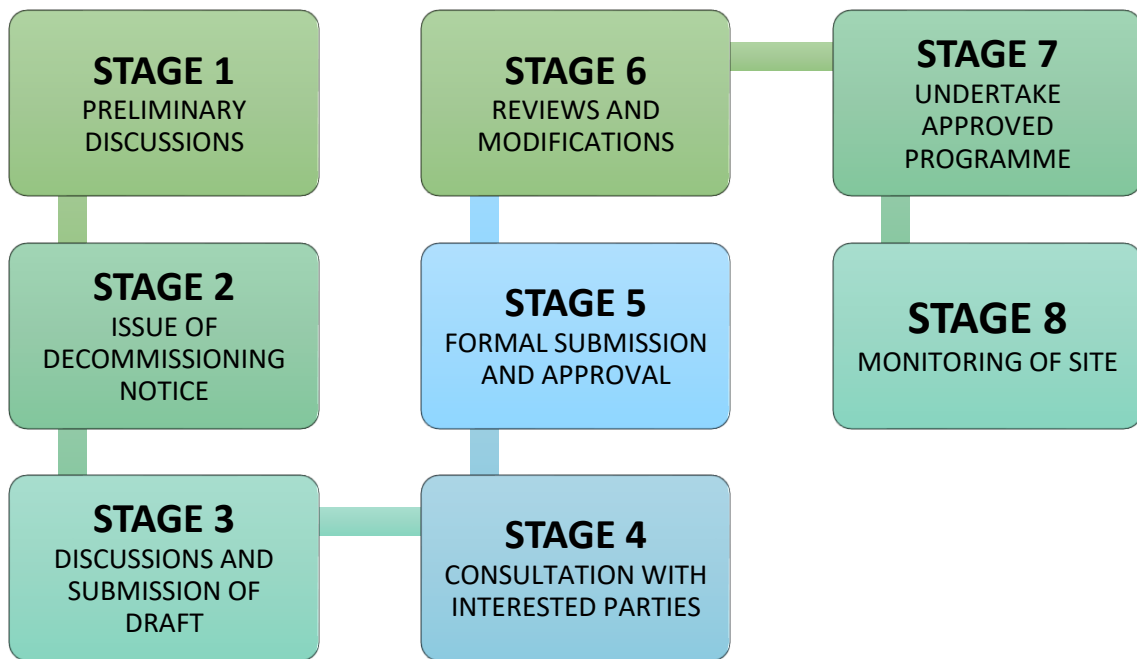 STAGE 1
PRELIMINARY
DISCUSSIONS
STAGE 2
ISSUE OF
DECOMMISSIONING
NOTICE
STAGE 3
DISCUSSIONS AND
SUBMISSION OF
DRAFT
STAGE 4
CONSULTATION WITH
INTERESTED PARTIES
STAGE 5
FORMAL SUBMISSION
AND APPROVAL
STAGE 6
REVIEWS AND
MODIFICATIONS
STAGE 7
UNDERTAKE
APPROVED
PROGRAMME
STAGE 8
MONITORING OF SITE